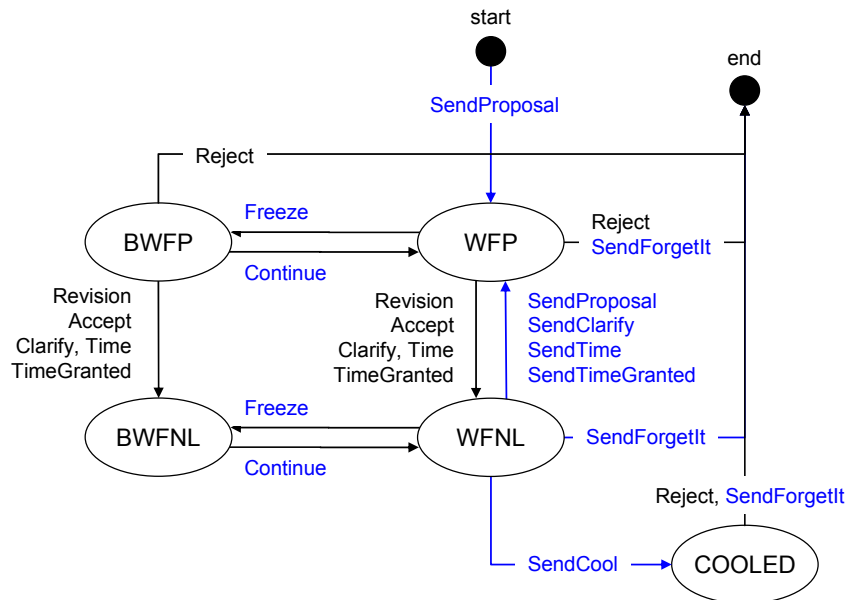 start
end
SendProposal
Reject
Freeze
BWFP
WFP
Reject
SendForgetIt
Continue
Revision
Accept
Clarify, Time
TimeGranted
Revision
Accept
Clarify, Time
TimeGranted
SendProposal
SendClarify
SendTime
SendTimeGranted
Freeze
BWFNL
WFNL
SendForgetIt
Continue
Reject, SendForgetIt
SendCool
COOLED